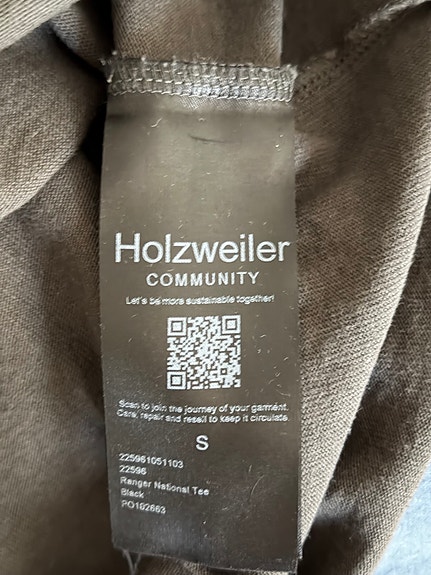 Holzweiler
COMMUNITY
Let's be more sustainable together!
Scan to join the journey of your garment.
Care, repair and resell to keep it circulate
S
225961051103
22596
Ranger National Tee
Black
PO102663